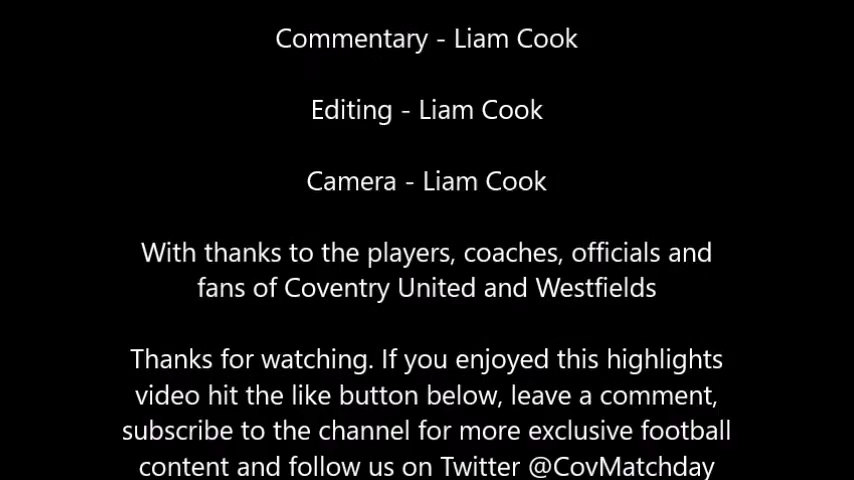 Commentary - Liam Cook
Editing - Liam Cook
Camera - Liam Cook
With thanks to the players, coaches, officials and
fans of Coventry United and Westfields
Thanks for watching. If you enjoyed this highlights
video hit the like button below, leave a comment,
subscribe to the channel for more exclusive football
content and follow us on Twitter @CovMatchday